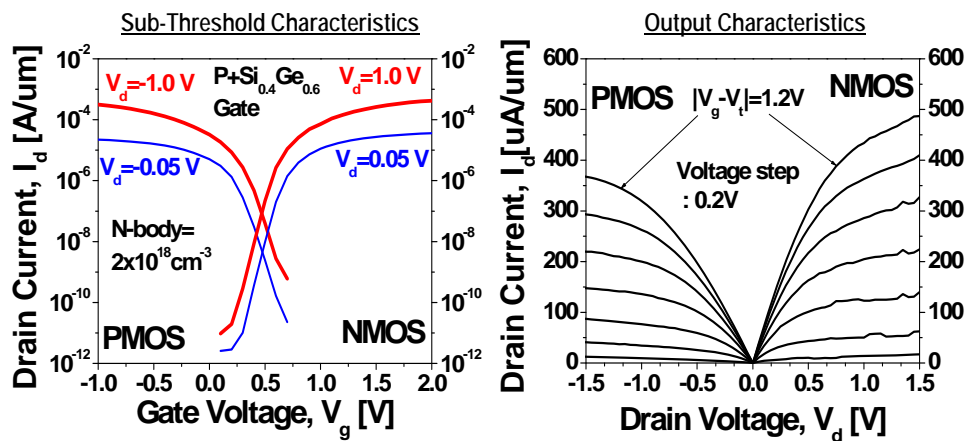 Sub-Threshold Characteristics
Drain Current, I_d [A/um]
10^-2
10^-4
10^-6
10^-8
10^-10
10^-12
V_d=-1.0 V
P+Si_0.4Ge_0.6
Gate
V_d=1.0 V
V_d=-0.05 V
V_d=0.05 V
N-body=
2x10^18cm^-3
PMOS
NMOS
10^-2
10^-4
10^-6
10^-8
10^-10
10^-12
-1.0 -0.5 0.0 0.5 1.0 1.5 2.0
Gate Voltage, V_g [V]
Output Characteristics
Drain Current, I_d[uA/um]
600
500
400
300
200
100
0
PMOS
NMOS
|V_g-V_t|=1.2V
Voltage step
: 0.2V
600
500
400
300
200
100
0
-1.5 -1.0 -0.5 0.0 0.5 1.0 1.5
Drain Voltage, V_d [V]